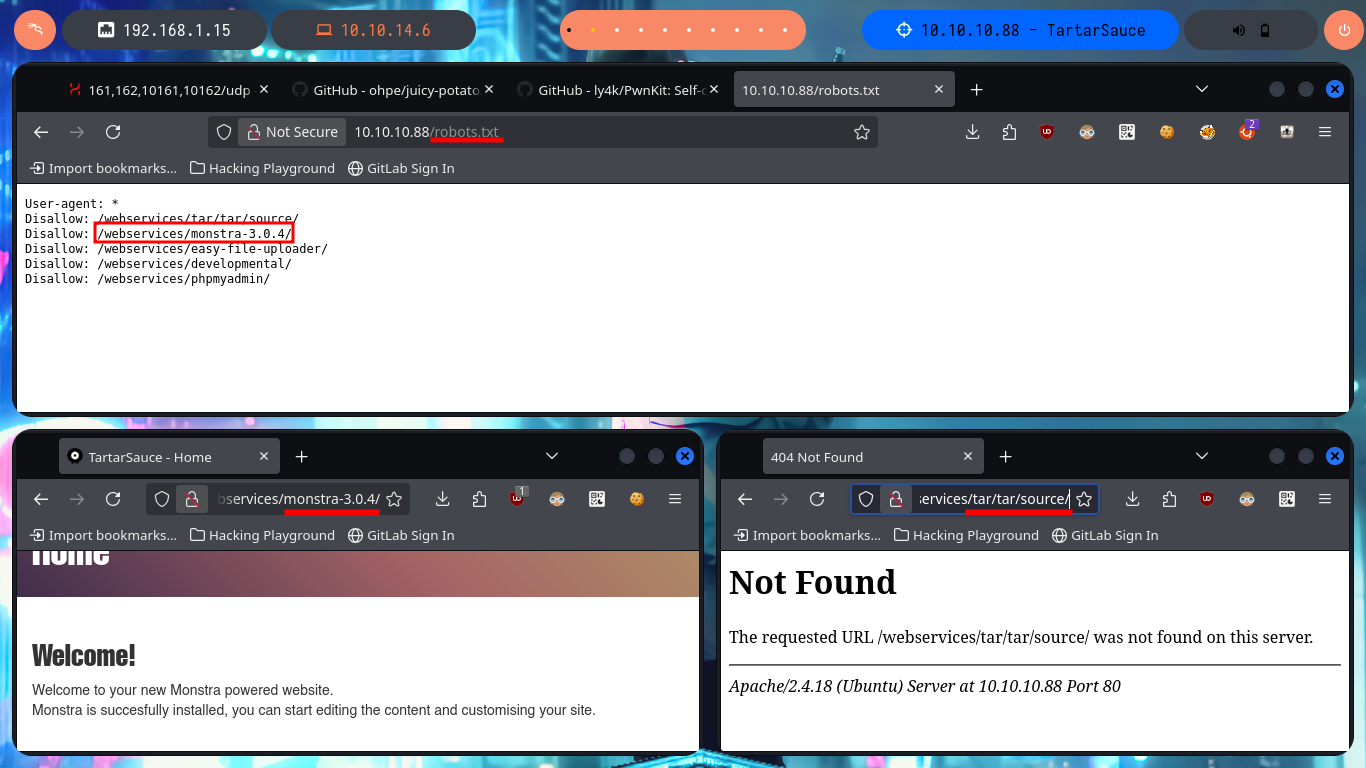 192.168.1.15
10.10.14.6
10.10.10.88 - TartarSauce
161,162,10161,10162/udp -
GitHub - ohpe/juicy-potato
GitHub - ly4k/PwnKit: Self-c
10.10.10.88/robots.txt
Not Secure
10.10.10.88/robots.txt
2
Import bookmarks...
Hacking Playground
GitLab Sign In
User-agent: *
Disallow: /webservices/tar/tar/source/
Disallow: /webservices/monstra-3.0.4/
Disallow: /webservices/easy-file-uploader/
Disallow: /webservices/developmental/
Disallow: /webservices/phpmyadmin/
TartarSauce - Home
bservices/monstra-3.0.4/
1
Import bookmarks...
Hacking Playground
GitLab Sign In
Home
Welcome!
Welcome to your new Monstra powered website.
Monstra is succesfully installed, you can start editing the content and customising your site.
404 Not Found
ervices/tar/tar/source/
Import bookmarks...
Hacking Playground
GitLab Sign In
Not Found
The requested URL /webservices/tar/tar/source/ was not found on this server.
Apache/2.4.18 (Ubuntu) Server at 10.10.10.88 Port 80